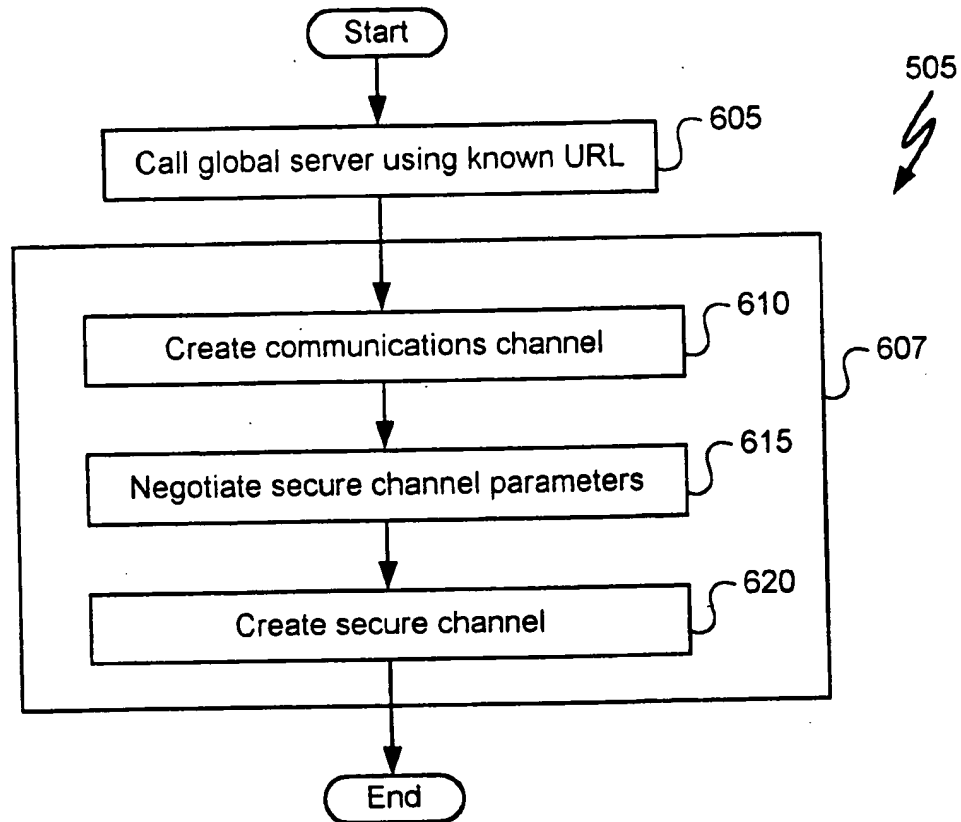 Start
505
Call global server using known URL
605
Create communications channel
610
607
Negotiate secure channel parameters
615
Create secure channel
620
End